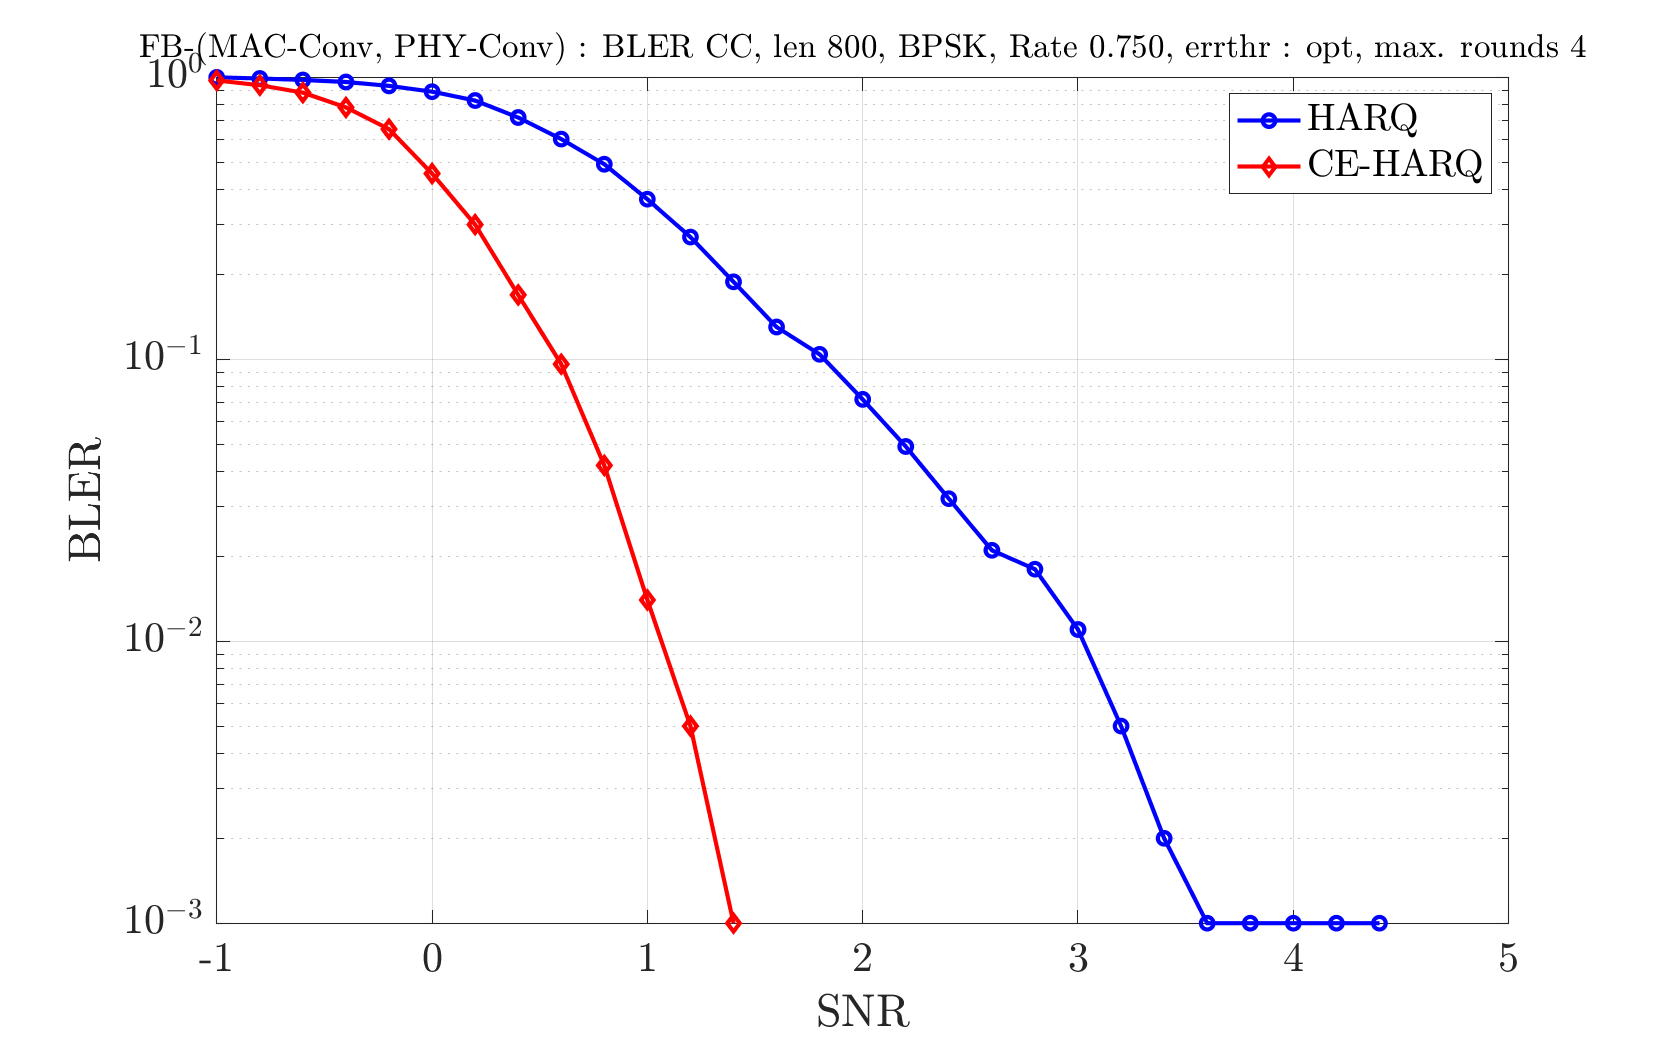 FB-(MAC-Conv, PHY-Conv) : BLER CC, len 800, BPSK, Rate 0.750, errthr : opt, max. rounds 4
HARQ
CE-HARQ
10^0
10^{-1}
10^{-2}
10^{-3}
BLER
-1 0 1 2 3 4 5
SNR